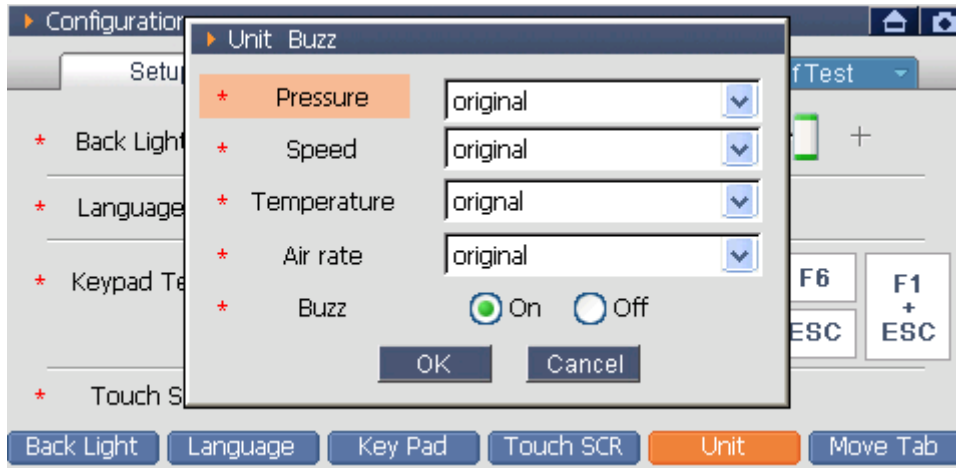 Configuration
Unit Buzz
Setu
f Test
* Pressure original
* Back Light +
* Speed original
* Language
* Temperature orignal
* Air rate original
* Keypad Te
F6
F1
+
ESC
ESC
* Buzz On Off
OK Cancel
* Touch S
Back Light Language Key Pad Touch SCR Unit Move Tab